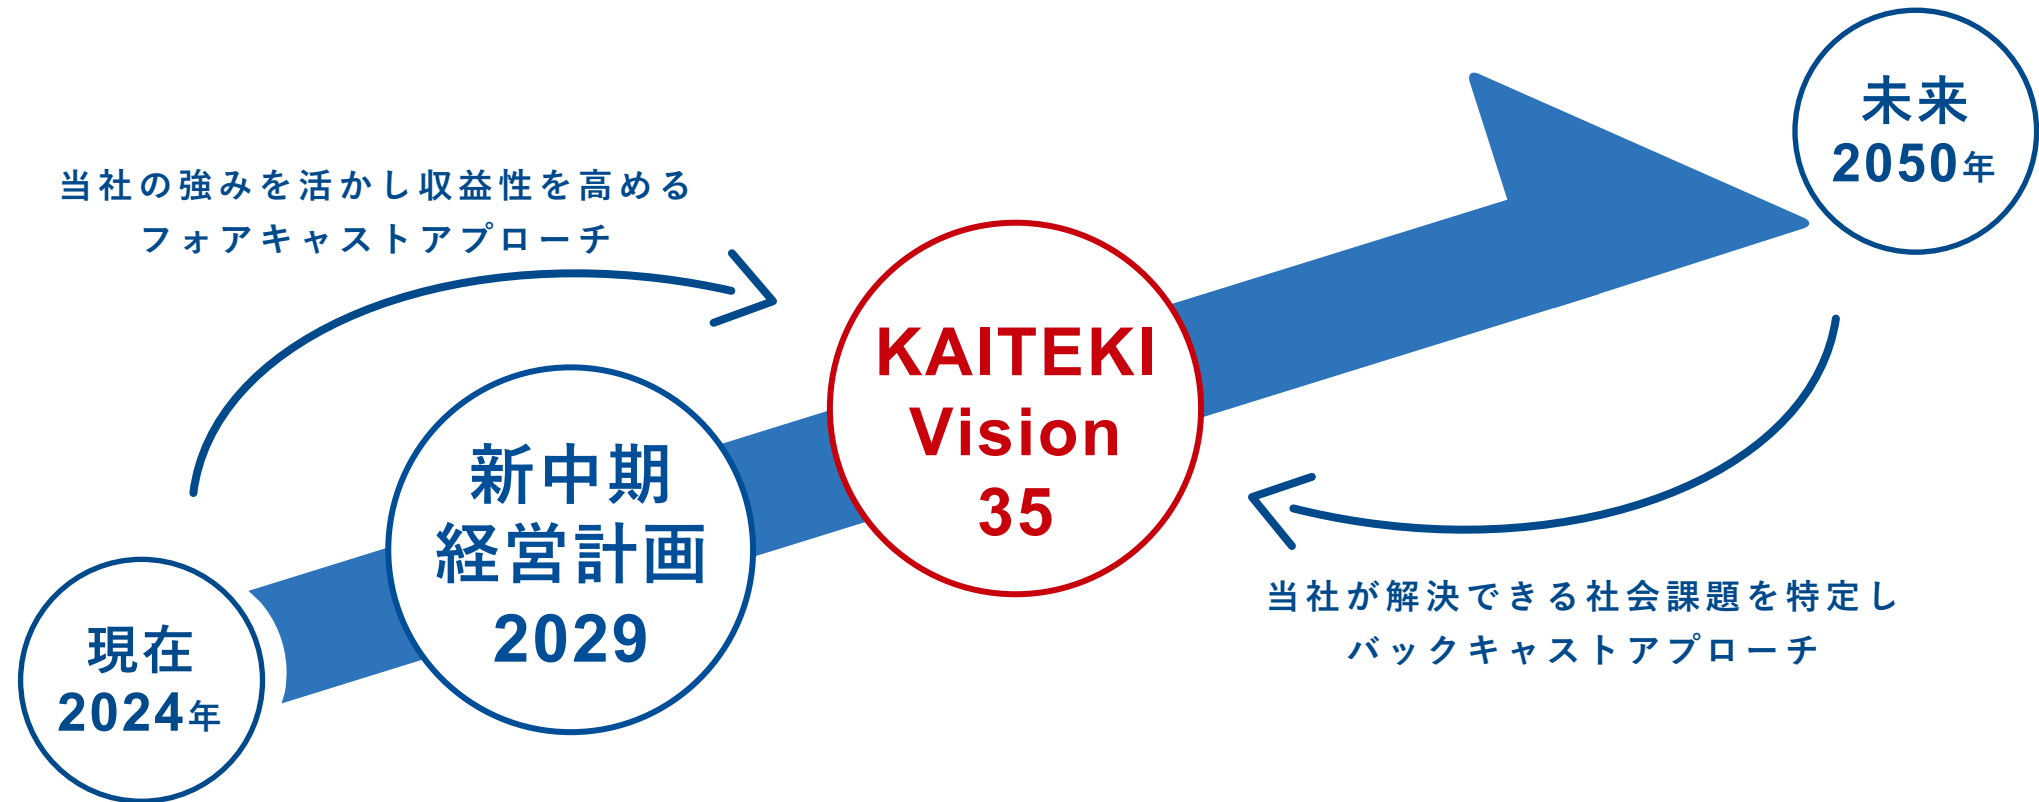 当社の強みを活かし収益性を高める
フォアキャストアプローチ
現在
2024年
新中期
経営計画
2029
KAITEKI
Vision
35
未来
2050年
当社が解決できる社会課題を特定し
バックキャストアプローチ